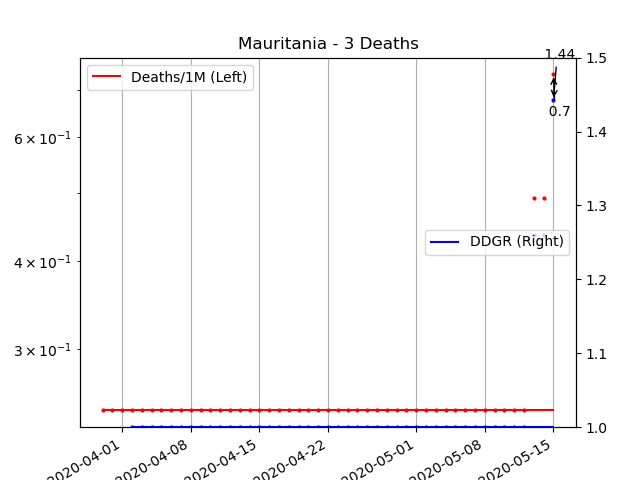 Mauritania - 3 Deaths
1.44
0.7
Deaths/1M (Left)
DDGR (Right)
6 × 10⁻¹
4 × 10⁻¹
3 × 10⁻¹
1.5
1.4
1.3
1.2
1.1
1.0
2020-04-01
2020-04-08
2020-04-15
2020-04-22
2020-05-01
2020-05-08
2020-05-15